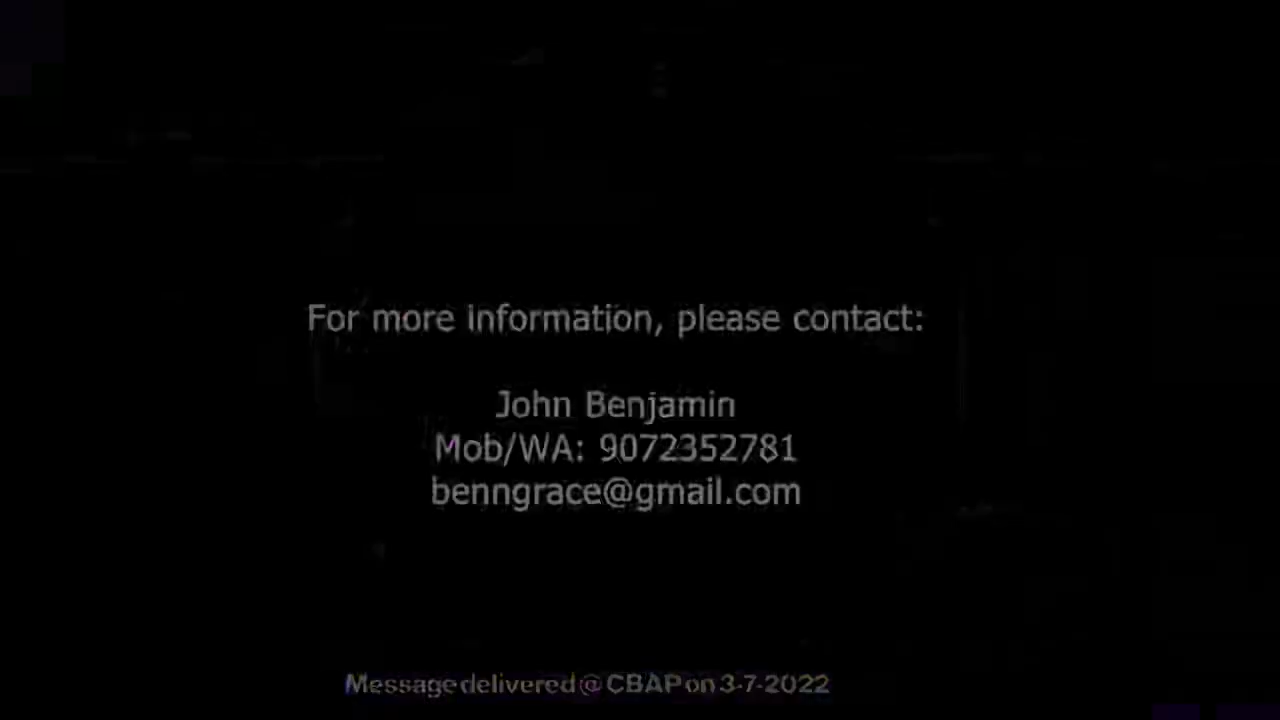 For more information, please contact:
John Benjamin
Mob/WA: 9072352781
benngrace@gmail.com
Message delivered @ CBAP on 3-7-2022